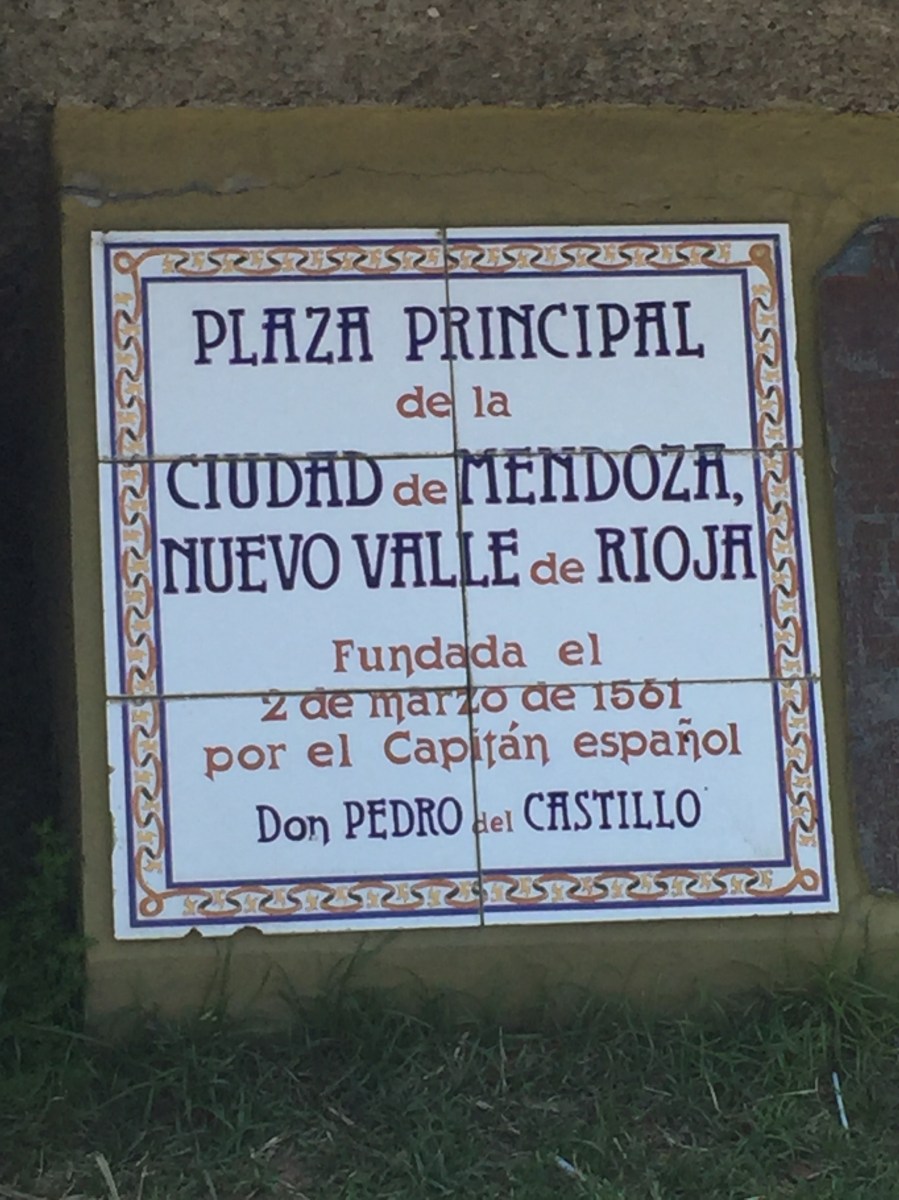 PLAZA PRINCIPAL
de la
CIUDAD de MENDOZA,
NUEVO VALLE de RIOJA
Fundada el
2 de marzo de 1561
por el Capitán español
Don PEDRO del CASTILLO